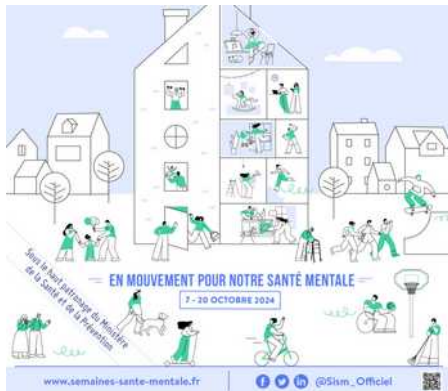 Sous le haut patronage du Ministère
de la Santé et de la Prévention
EN MOUVEMENT POUR NOTRE SANTÉ MENTALE
7 - 20 OCTOBRE 2024
www.semaines-sante-mentale.fr
@Sism_Officiel